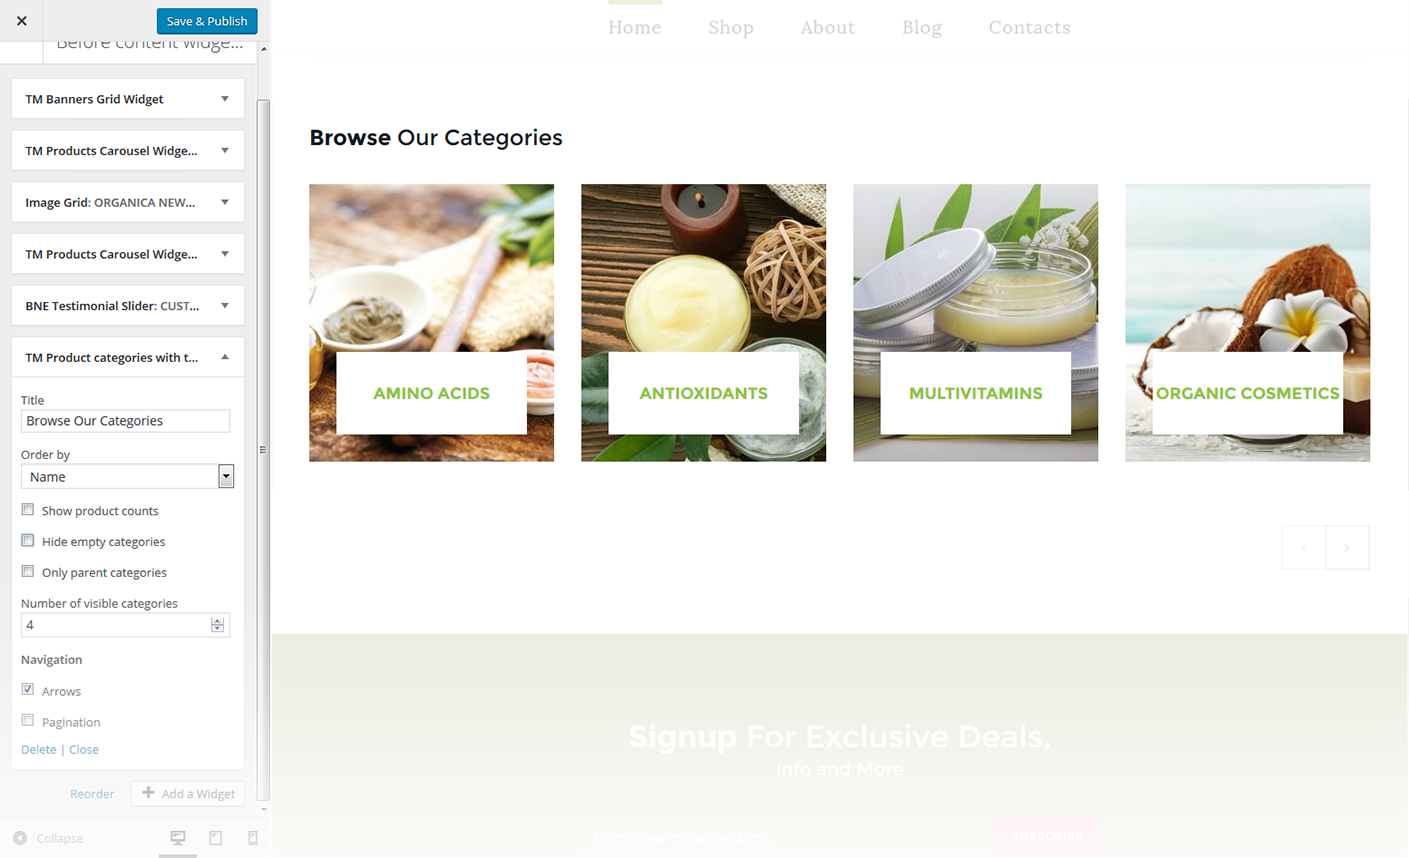 Save & Publish
Before content widge...
TM Banners Grid Widget
TM Products Carousel Widge...
Image Grid: ORGANICA NEW...
TM Products Carousel Widge...
BNE Testimonial Slider: CUST...
TM Product categories with t...
Title
Browse Our Categories
Order by
Name
Show product counts
Hide empty categories
Only parent categories
Number of visible categories
4
Navigation
Arrows
Pagination
Delete | Close
Reorder
Add a Widget
Collapse
Home Shop About Blog Contacts
Browse Our Categories
AMINO ACIDS
ANTIOXIDANTS
MULTIVITAMINS
ORGANIC COSMETICS
Signup For Exclusive Deals,
Info and More
Enter your e-mail address
SUBSCRIBE